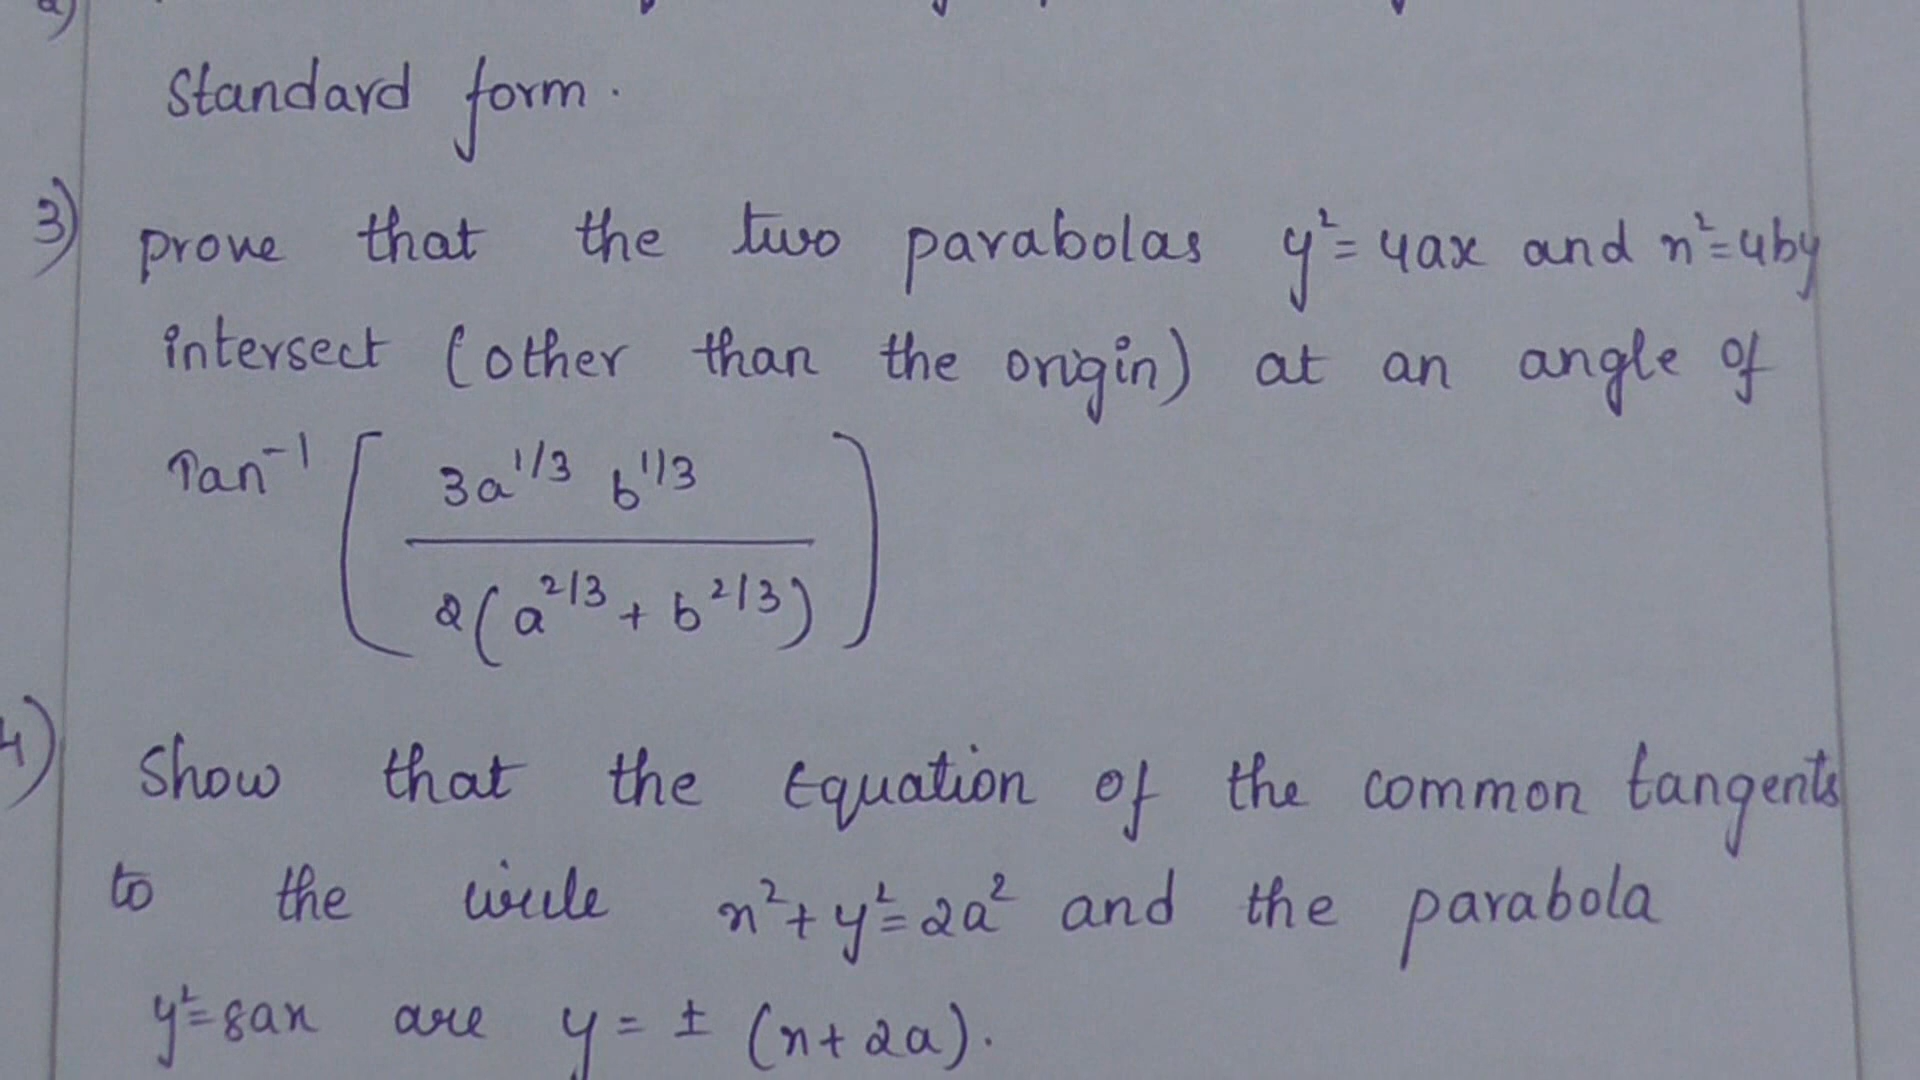 2)
Standard form.
3) prove that the two parabolas y²=4ax and x²=4by
intersect (other than the origin) at an angle of
Tan⁻¹ [ 3a^1/3 b^1/3
2(a^2/3 + b^2/3) ]
4) Show that the Equation of the common tangents
to the circle x²+y²=2a² and the parabola
y²=8ax are y = ± (x+2a).